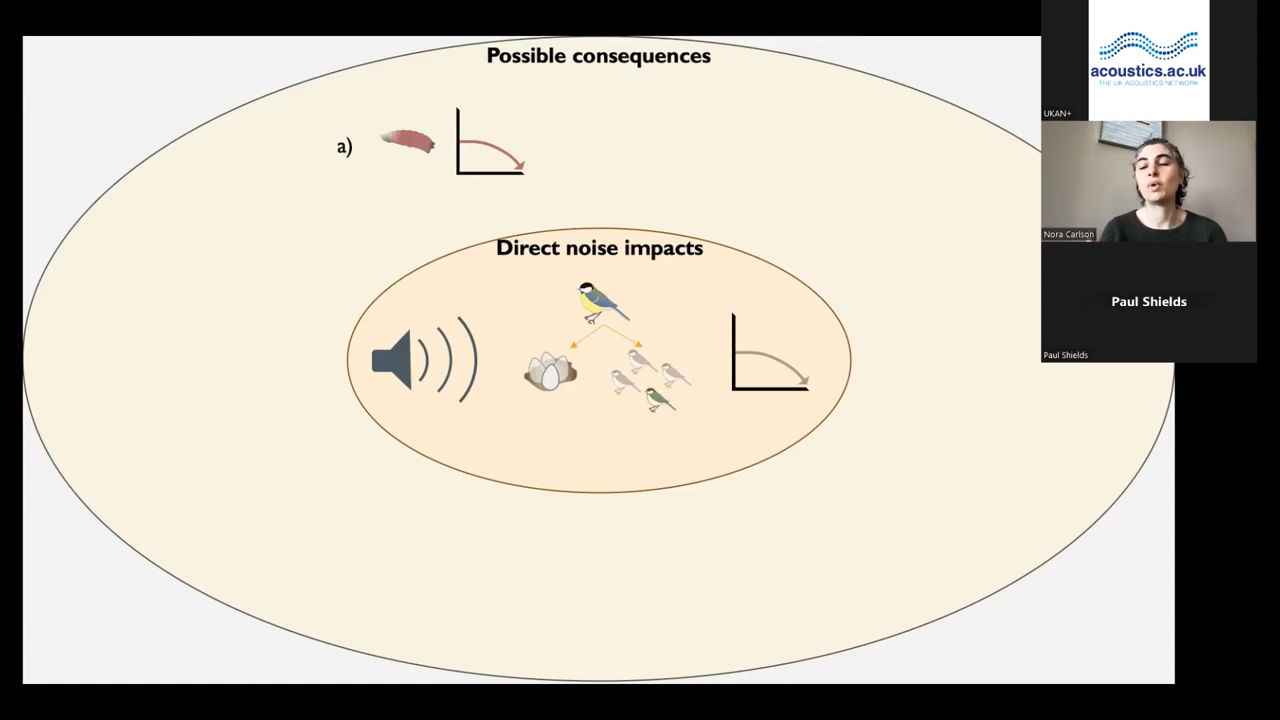 Possible consequences
a)
Direct noise impacts
acoustics.ac.uk
THE UK ACOUSTICS NETWORK
UKAN+
Nora Carlson
Paul Shields
Paul Shields